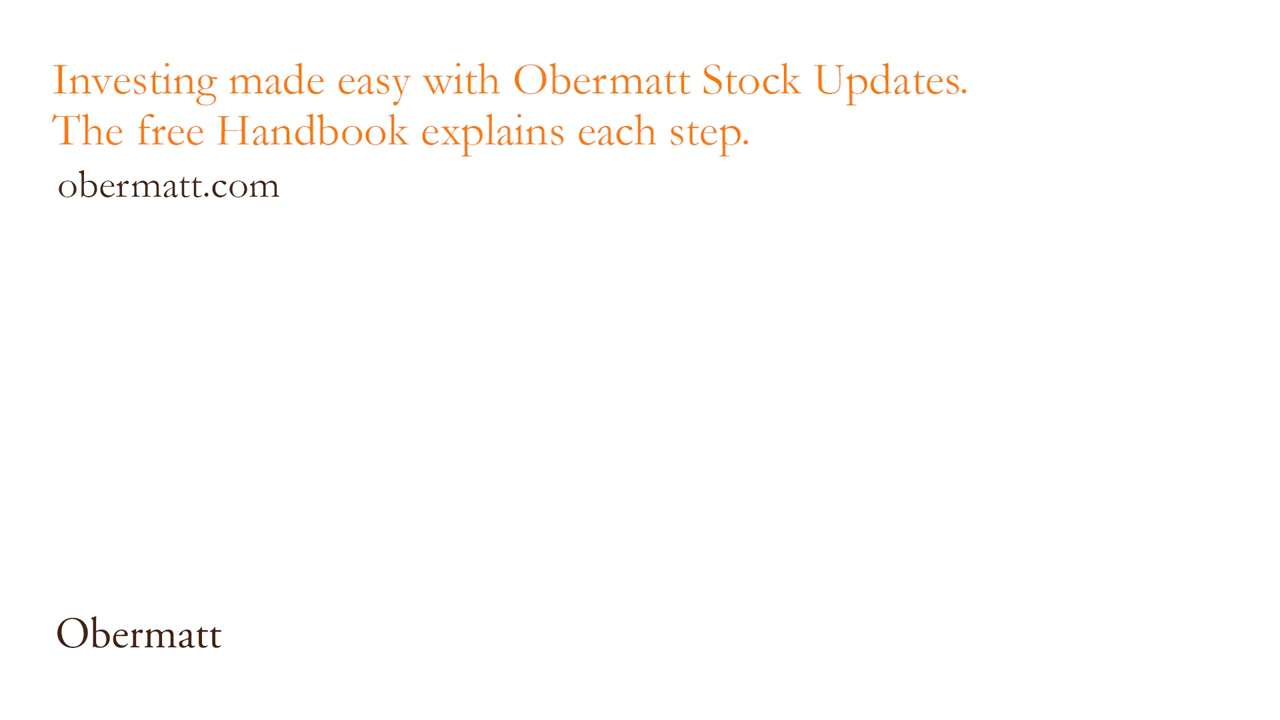 Investing made easy with Obermatt Stock Updates.
The free Handbook explains each step.
obermatt.com
Obermatt